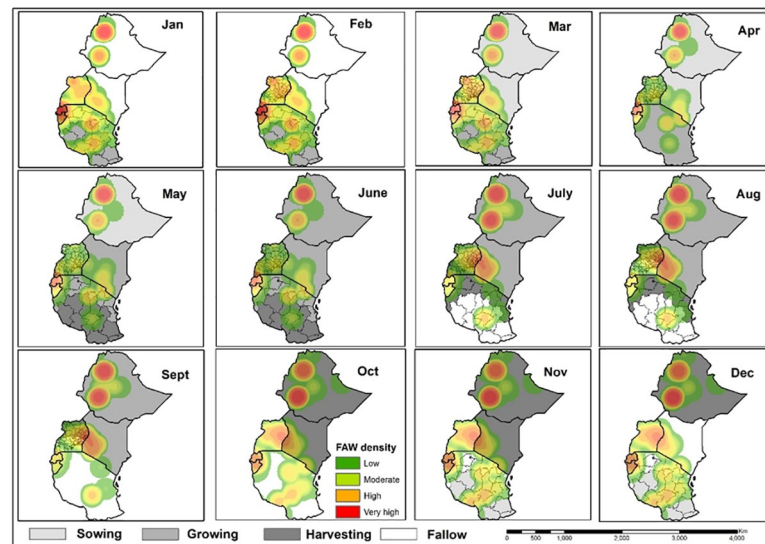 Jan
Feb
Mar
Apr
May
June
July
Aug
Sept
Oct
Nov
Dec
FAW density
Low
Moderate
High
Very high
Sowing
Growing
Harvesting
Fallow
Km
0 500 1,000 2,000 3,000 4,000